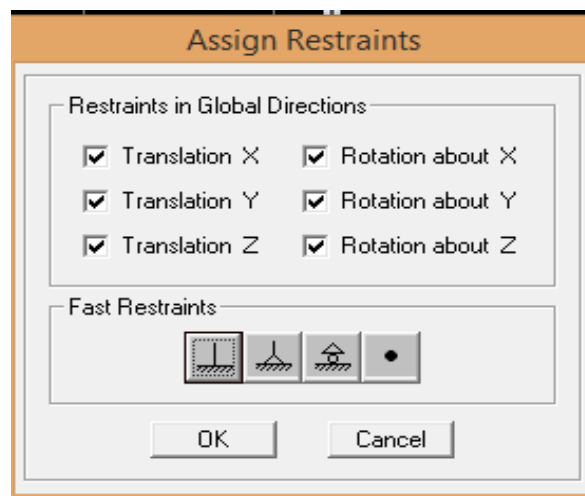 Assign Restraints
Restraints in Global Directions
Translation X
Rotation about X
Translation Y
Rotation about Y
Translation Z
Rotation about Z
Fast Restraints
OK
Cancel